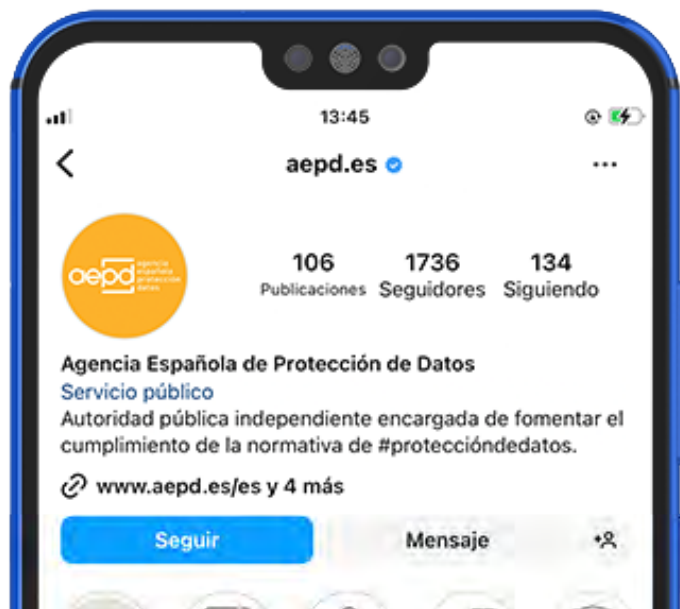 13:45
aepd.es
aepd agencia española protección datos
106 1736 134
Publicaciones Seguidores Siguiendo
Agencia Española de Protección de Datos
Servicio público
Autoridad pública independiente encargada de fomentar el
cumplimiento de la normativa de #proteccióndedatos.
www.aepd.es/es y 4 más
Seguir Mensaje